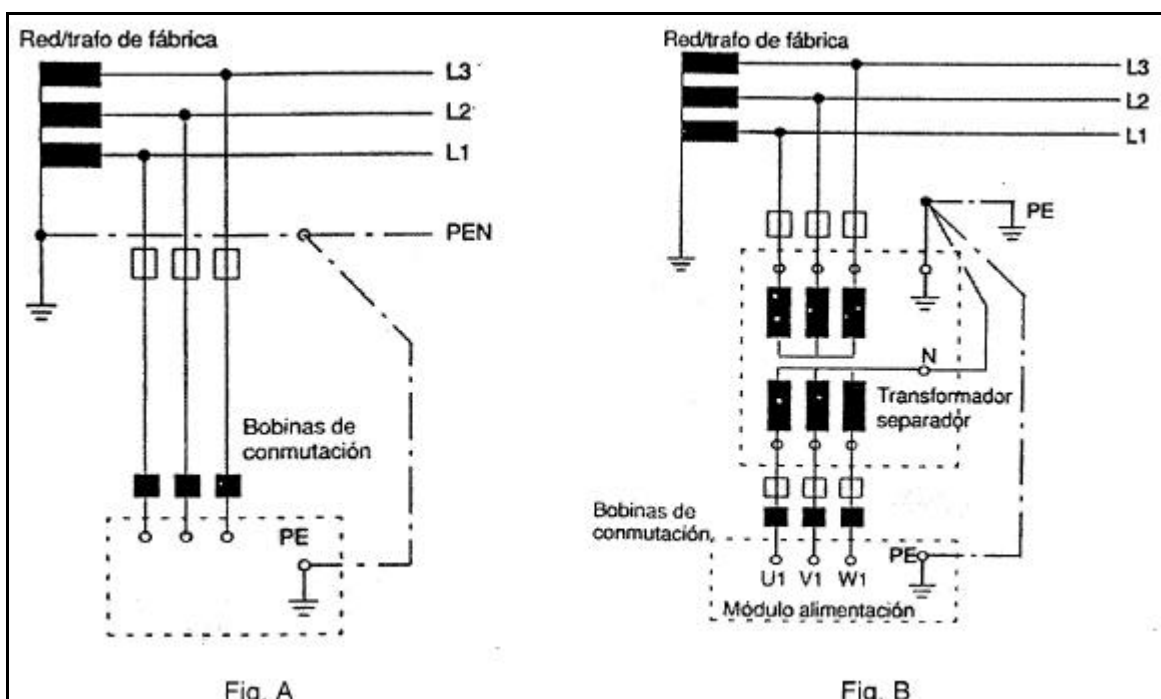 Red/trafo de fábrica
L3
L2
L1
PEN
Bobinas de
conmutación
PE
Fig. A
Red/trafo de fábrica
L3
L2
L1
PE
N
Transformador
separador
Bobinas de
conmutación
PE
U1 V1 W1
Módulo alimentación
Fig. B